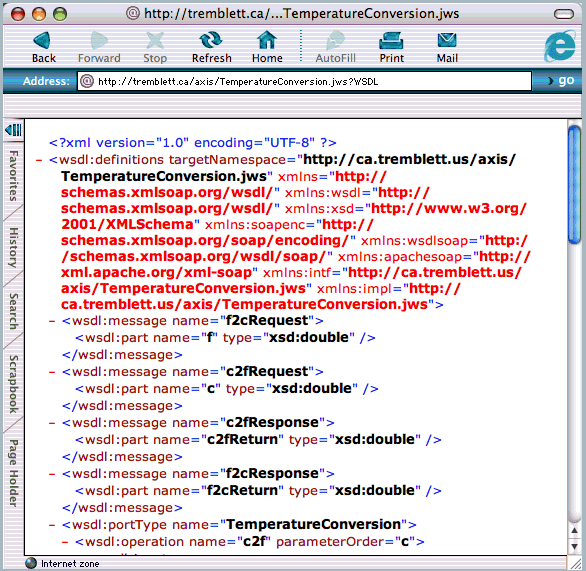 http://tremblett.ca/...TemperatureConversion.jws
Back Forward Stop Refresh Home AutoFill Print Mail
Address: http://tremblett.ca/axis/TemperatureConversion.jws?WSDL go
Favorites
History
Search
Scrapbook
Page Holder
<?xml version="1.0" encoding="UTF-8" ?>
- <wsdl:definitions targetNamespace="http://ca.tremblett.us/axis/
TemperatureConversion.jws" xmlns="http://
schemas.xmlsoap.org/wsdl/" xmlns:wsdl="http://
schemas.xmlsoap.org/wsdl/" xmlns:xsd="http://www.w3.org/
2001/XMLSchema" xmlns:soapenc="http://
schemas.xmlsoap.org/soap/encoding/" xmlns:wsdlsoap="http:/
/schemas.xmlsoap.org/wsdl/soap/" xmlns:apachesoap="http://
xml.apache.org/xml-soap" xmlns:intf="http://ca.tremblett.us/
axis/TemperatureConversion.jws" xmlns:impl="http://
ca.tremblett.us/axis/TemperatureConversion.jws">
- <wsdl:message name="f2cRequest">
<wsdl:part name="f" type="xsd:double" />
</wsdl:message>
- <wsdl:message name="c2fRequest">
<wsdl:part name="c" type="xsd:double" />
</wsdl:message>
- <wsdl:message name="c2fResponse">
<wsdl:part name="c2fReturn" type="xsd:double" />
</wsdl:message>
- <wsdl:message name="f2cResponse">
<wsdl:part name="f2cReturn" type="xsd:double" />
</wsdl:message>
- <wsdl:portType name="TemperatureConversion">
- <wsdl:operation name="c2f" parameterOrder="c">
Internet zone